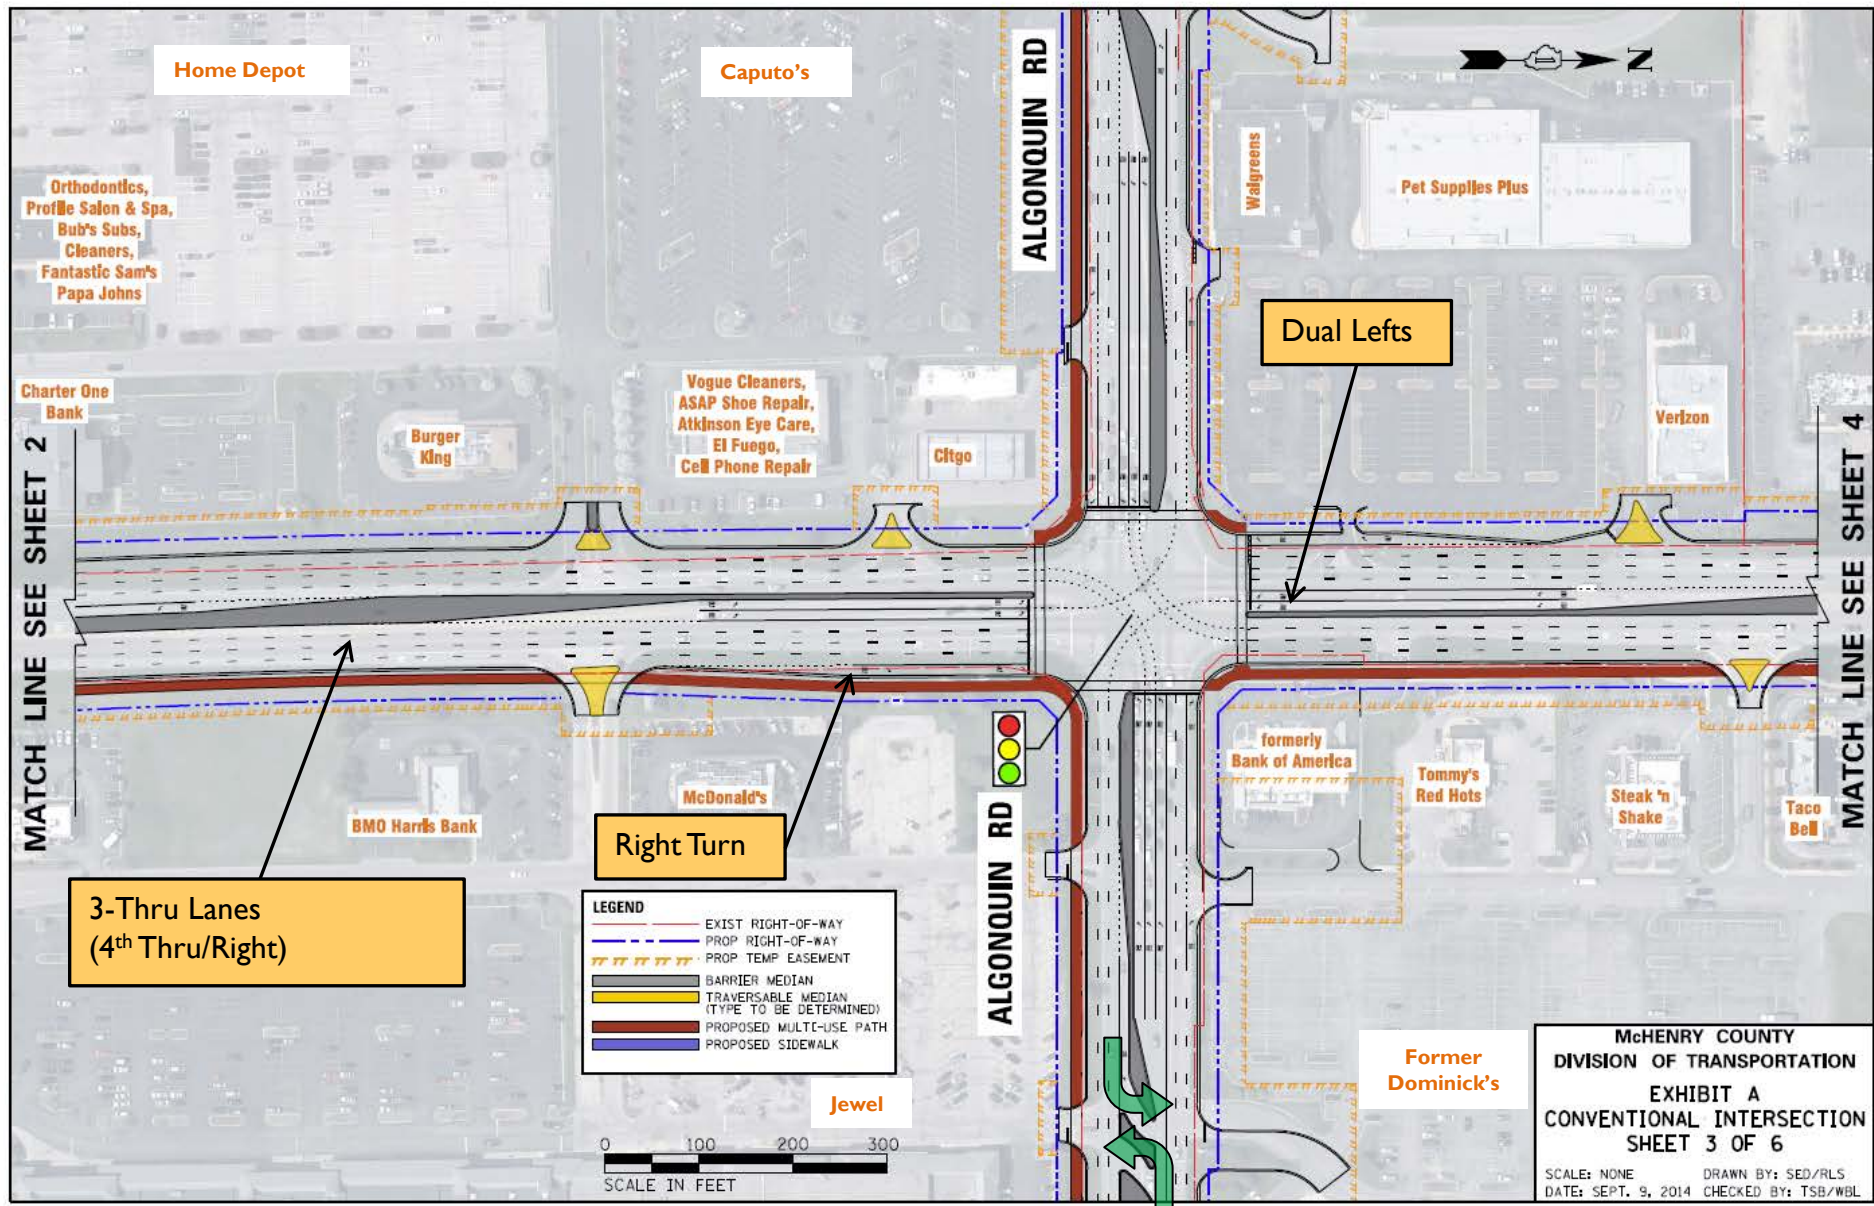 Home Depot
Caputo's
ALGONQUIN RD
N
Walgreens
Pet Supplies Plus
Orthodontics,
Profile Salon & Spa,
Bub's Subs,
Cleaners,
Fantastic Sam's
Papa Johns
Dual Lefts
Charter One
Bank
Burger
King
Vogue Cleaners,
ASAP Shoe Repair,
Atkinson Eye Care,
El Fuego,
Cell Phone Repair
Citgo
Verizon
MATCH LINE SEE SHEET 2
MATCH LINE SEE SHEET 4
BMO Harris Bank
McDonald's
formerly
Bank of America
Tommy's
Red Hots
Steak 'n
Shake
Taco
Bell
Right Turn
3-Thru Lanes
(4th Thru/Right)
ALGONQUIN RD
LEGEND
EXIST RIGHT-OF-WAY
PROP RIGHT-OF-WAY
PROP TEMP EASEMENT
BARRIER MEDIAN
TRAVERSABLE MEDIAN
(TYPE TO BE DETERMINED)
PROPOSED MULTI-USE PATH
PROPOSED SIDEWALK
Jewel
Former
Dominick's
0 100 200 300
SCALE IN FEET
McHENRY COUNTY
DIVISION OF TRANSPORTATION
EXHIBIT A
CONVENTIONAL INTERSECTION
SHEET 3 OF 6
SCALE: NONE DRAWN BY: SED/RLS
DATE: SEPT. 9, 2014 CHECKED BY: TSB/WBL